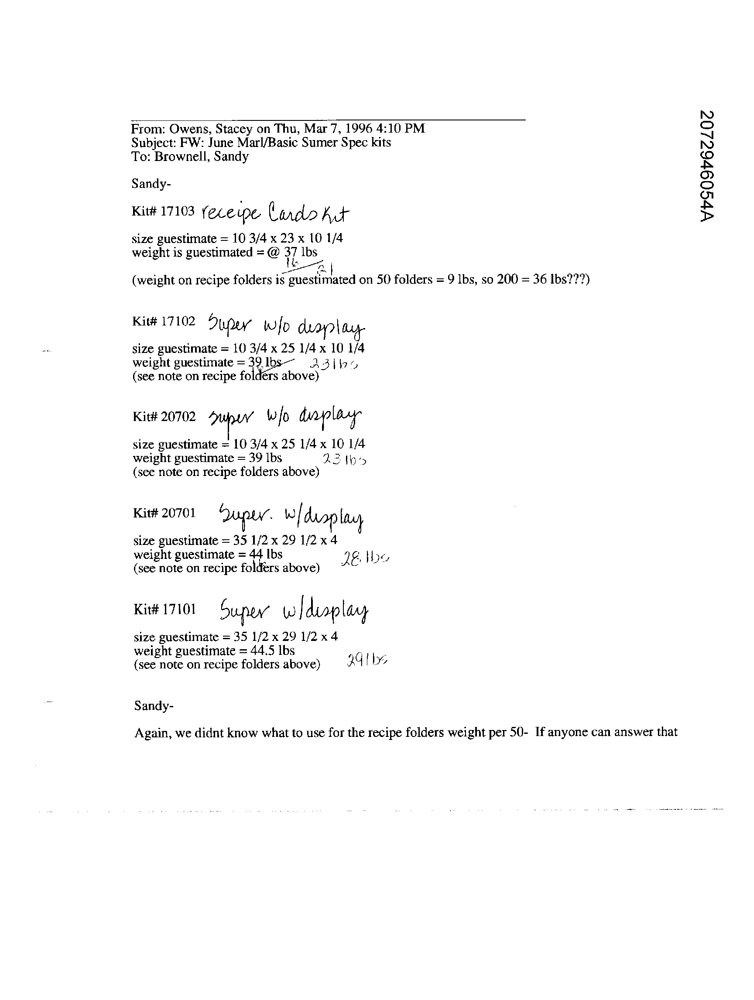 From: Owens, Stacey on Thu, Mar 7, 1996 4:10 PM
Subject: FW: June Marl/Basic Sumer Spec kits
To: Brownell, Sandy
Sandy-
Kit# 17103 receipe Cards Kit
size guestimate = 10 3/4 x 23 x 10 1/4
weight is guestimated = @ 37 lbs
16 21
(weight on recipe folders is guestimated on 50 folders = 9 lbs, so 200 = 36 lbs???)
Kit# 17102 Super w/o display
size guestimate = 10 3/4 x 25 1/4 x 10 1/4
weight guestimate = 39 lbs 23 lbs
(see note on recipe folders above)
Kit# 20702 super w/o display
size guestimate = 10 3/4 x 25 1/4 x 10 1/4
weight guestimate = 39 lbs 23 lbs
(see note on recipe folders above)
Kit# 20701 Super. w/display
size guestimate = 35 1/2 x 29 1/2 x 4
weight guestimate = 44 lbs 28 lbs
(see note on recipe folders above)
Kit# 17101 Super w/display
size guestimate = 35 1/2 x 29 1/2 x 4
weight guestimate = 44.5 lbs
(see note on recipe folders above) 29 lbs
Sandy-
Again, we didnt know what to use for the recipe folders weight per 50- If anyone can answer that
2072946054A